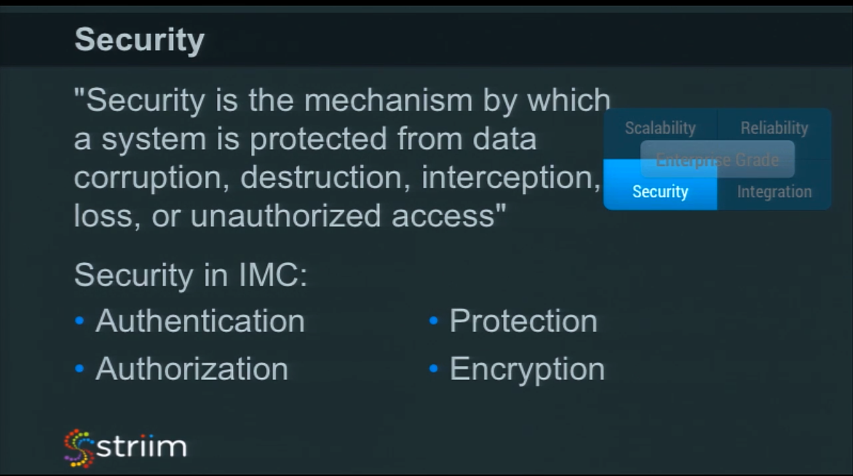 Security
"Security is the mechanism by which
a system is protected from data
corruption, destruction, interception,
loss, or unauthorized access"
Scalability
Reliability
Enterprise Grade
Security
Integration
Security in IMC:
• Authentication
• Protection
• Authorization
• Encryption
striim